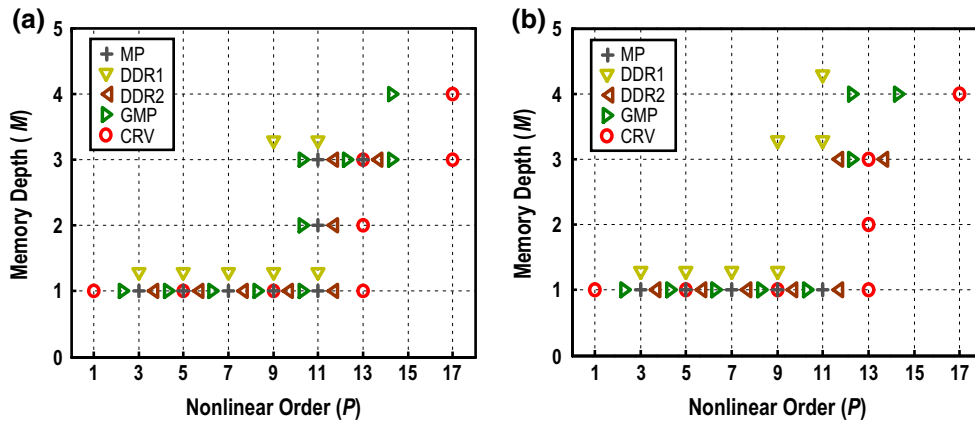 (a)
5
4
3
2
1
0
Memory Depth (M)
MP
DDR1
DDR2
GMP
CRV
1 3 5 7 9 11 13 15 17
Nonlinear Order (P)
(b)
5
4
3
2
1
0
Memory Depth (M)
MP
DDR1
DDR2
GMP
CRV
1 3 5 7 9 11 13 15 17
Nonlinear Order (P)